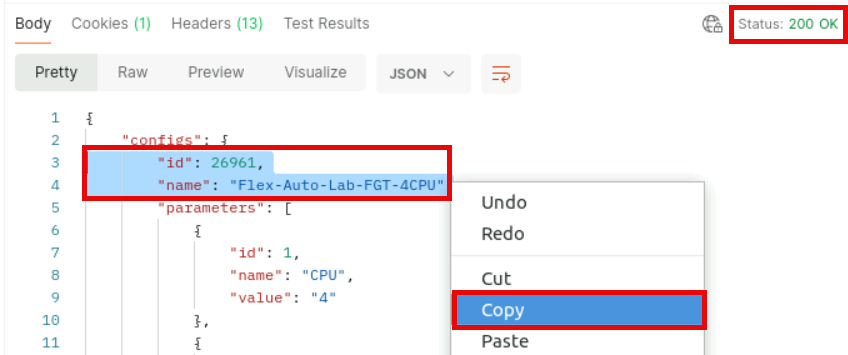 Body Cookies (1) Headers (13) Test Results Status: 200 OK
Pretty Raw Preview Visualize JSON
1 {
2 "configs": {
3 "id": 26961,
4 "name": "Flex-Auto-Lab-FGT-4CPU"
5 "parameters": [
6 {
7 "id": 1,
8 "name": "CPU",
9 "value": "4"
10 },
11 {
Undo
Redo
Cut
Copy
Paste